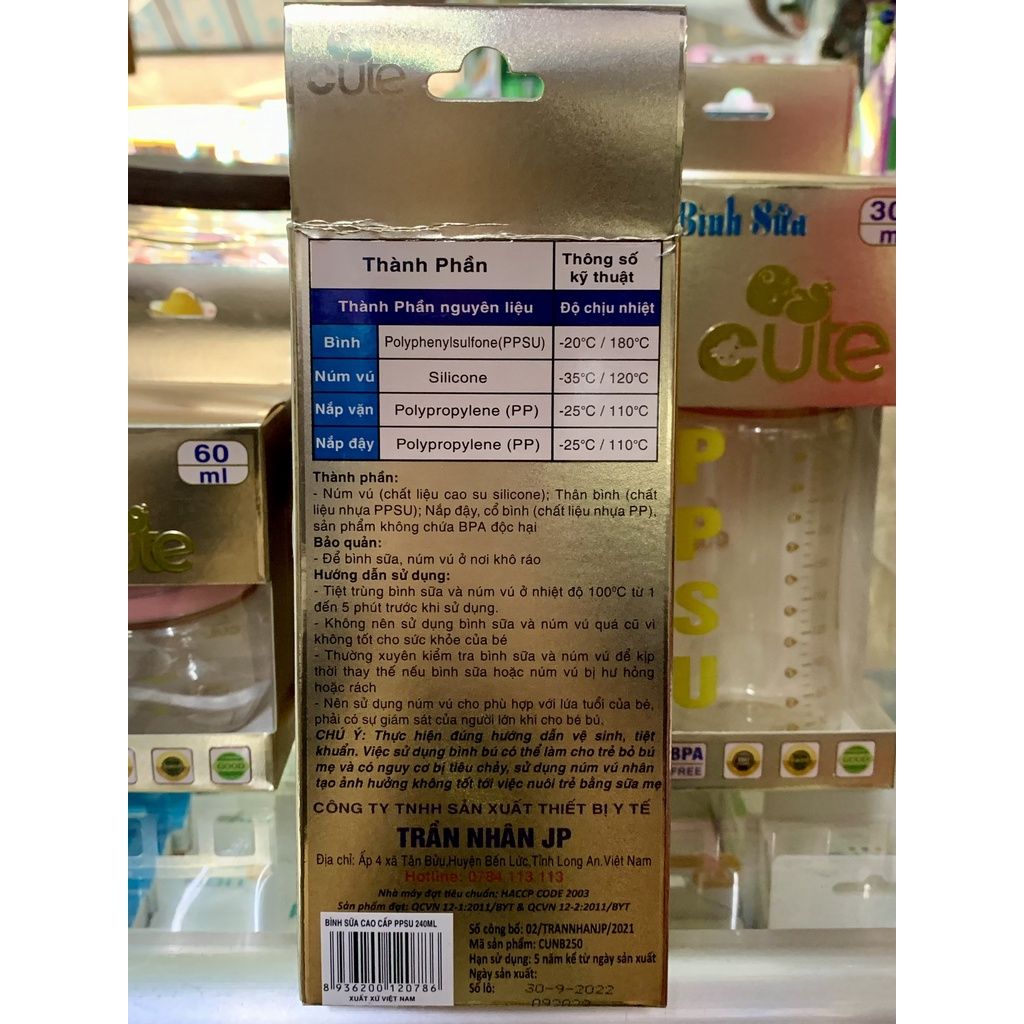 cute
Thành Phần
Thông số
kỹ thuật
Thành Phần nguyên liệu
Độ chịu nhiệt
Bình
Polyphenylsulfone(PPSU)
-20°C / 180°C
Núm vú
Silicone
-35°C / 120°C
Nắp vặn
Polypropylene (PP)
-25°C / 110°C
Nắp đậy
Polypropylene (PP)
-25°C / 110°C
Thành phần:
- Núm vú (chất liệu cao su silicone); Thân bình (chất
liệu nhựa PPSU); Nắp đậy, cổ bình (chất liệu nhựa PP),
sản phẩm không chứa BPA độc hại
Bảo quản:
- Để bình sữa, núm vú ở nơi khô ráo
Hướng dẫn sử dụng:
- Tiệt trùng bình sữa và núm vú ở nhiệt độ 100⁰C từ 1
đến 5 phút trước khi sử dụng.
- Không nên sử dụng bình sữa và núm vú quá cũ vì
không tốt cho sức khỏe của bé
- Thường xuyên kiểm tra bình sữa và núm vú để kịp
thời thay thế nếu bình sữa hoặc núm vú bị hư hỏng
hoặc rách
- Nên sử dụng núm vú cho phù hợp với lứa tuổi của bé,
phải có sự giám sát của người lớn khi cho bé bú.
CHÚ Ý: Thực hiện đúng hướng dẫn vệ sinh, tiệt
khuẩn. Việc sử dụng bình bú có thể làm cho trẻ bỏ bú
mẹ và có nguy cơ bị tiêu chảy, sử dụng núm vú nhân
tạo ảnh hưởng không tốt tới việc nuôi trẻ bằng sữa mẹ
CÔNG TY TNHH SẢN XUẤT THIẾT BỊ Y TẾ
TRẦN NHÂN JP
Địa chỉ: Ấp 4 xã Tân Bửu,Huyện Bến Lức,Tỉnh Long An.Việt Nam
Hotline: 0784 113 113
Nhà máy đạt tiêu chuẩn: HACCP CODE 2003
Sản phẩm đạt: QCVN 12-1:2011/BYT & QCVN 12-2:2011/BYT
BÌNH SỮA CAO CẤP PPSU 240ML
8 936200 120786
XUẤT XỨ VIỆT NAM
Số công bố: 02/TRANNHANJP/2021
Mã sản phẩm: CUNB250
Hạn sử dụng: 5 năm kể từ ngày sản xuất
Ngày sản xuất:
Số lô:
30-9-2022
092022
60
ml
GOOD
Bình Sữa
cute
PPSU
BPA
FREE
GOOD